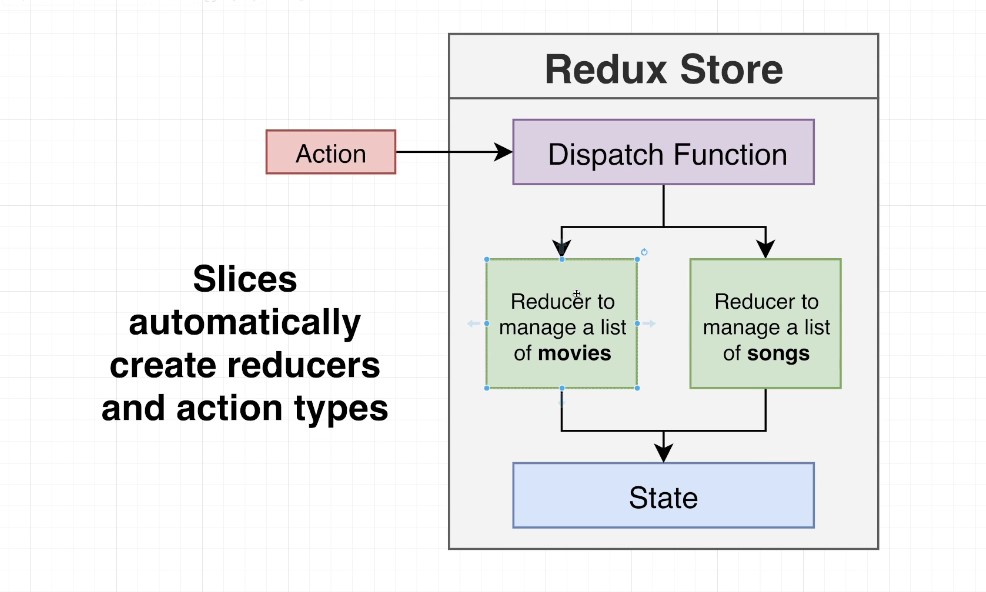 Redux Store
Action
Dispatch Function
Slices
automatically
create reducers
and action types
Reducer to
manage a list
of movies
Reducer to
manage a list
of songs
State